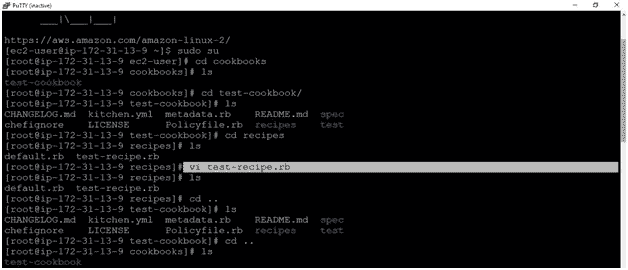 PuTTY (inactive)
___|\___|___|
https://aws.amazon.com/amazon-linux-2/
[ec2-user@ip-172-31-13-9 ~]$ sudo su
[root@ip-172-31-13-9 ec2-user]# cd cookbooks
[root@ip-172-31-13-9 cookbooks]# ls
test-cookbook
[root@ip-172-31-13-9 cookbooks]# cd test-cookbook/
[root@ip-172-31-13-9 test-cookbook]# ls
CHANGELOG.md kitchen.yml metadata.rb README.md spec
chefignore LICENSE Policyfile.rb recipes test
[root@ip-172-31-13-9 test-cookbook]# cd recipes
[root@ip-172-31-13-9 recipes]# ls
default.rb test-recipe.rb
[root@ip-172-31-13-9 recipes]# vi test-recipe.rb
[root@ip-172-31-13-9 recipes]# ls
default.rb test-recipe.rb
[root@ip-172-31-13-9 recipes]# cd ..
[root@ip-172-31-13-9 test-cookbook]# ls
CHANGELOG.md kitchen.yml metadata.rb README.md spec
chefignore LICENSE Policyfile.rb recipes test
[root@ip-172-31-13-9 test-cookbook]# cd ..
[root@ip-172-31-13-9 cookbooks]# ls
test-cookbook